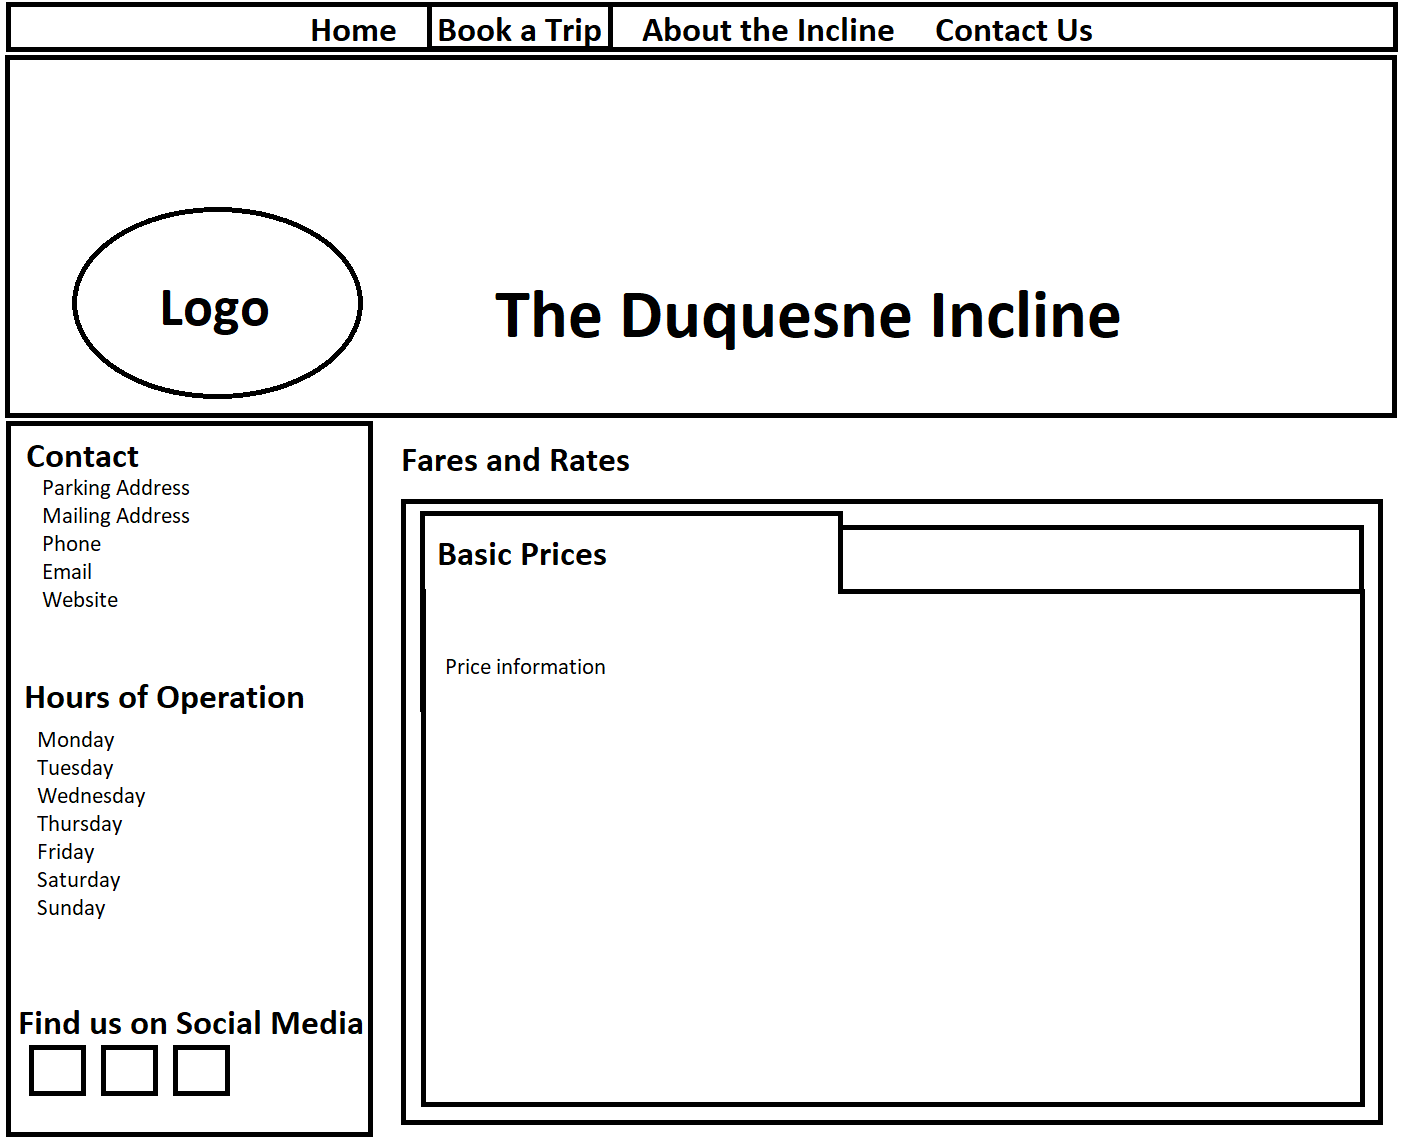 Home Book a Trip About the Incline Contact Us
Logo
The Duquesne Incline
Contact
Parking Address
Mailing Address
Phone
Email
Website
Hours of Operation
Monday
Tuesday
Wednesday
Thursday
Friday
Saturday
Sunday
Find us on Social Media
Fares and Rates
Basic Prices
Price information